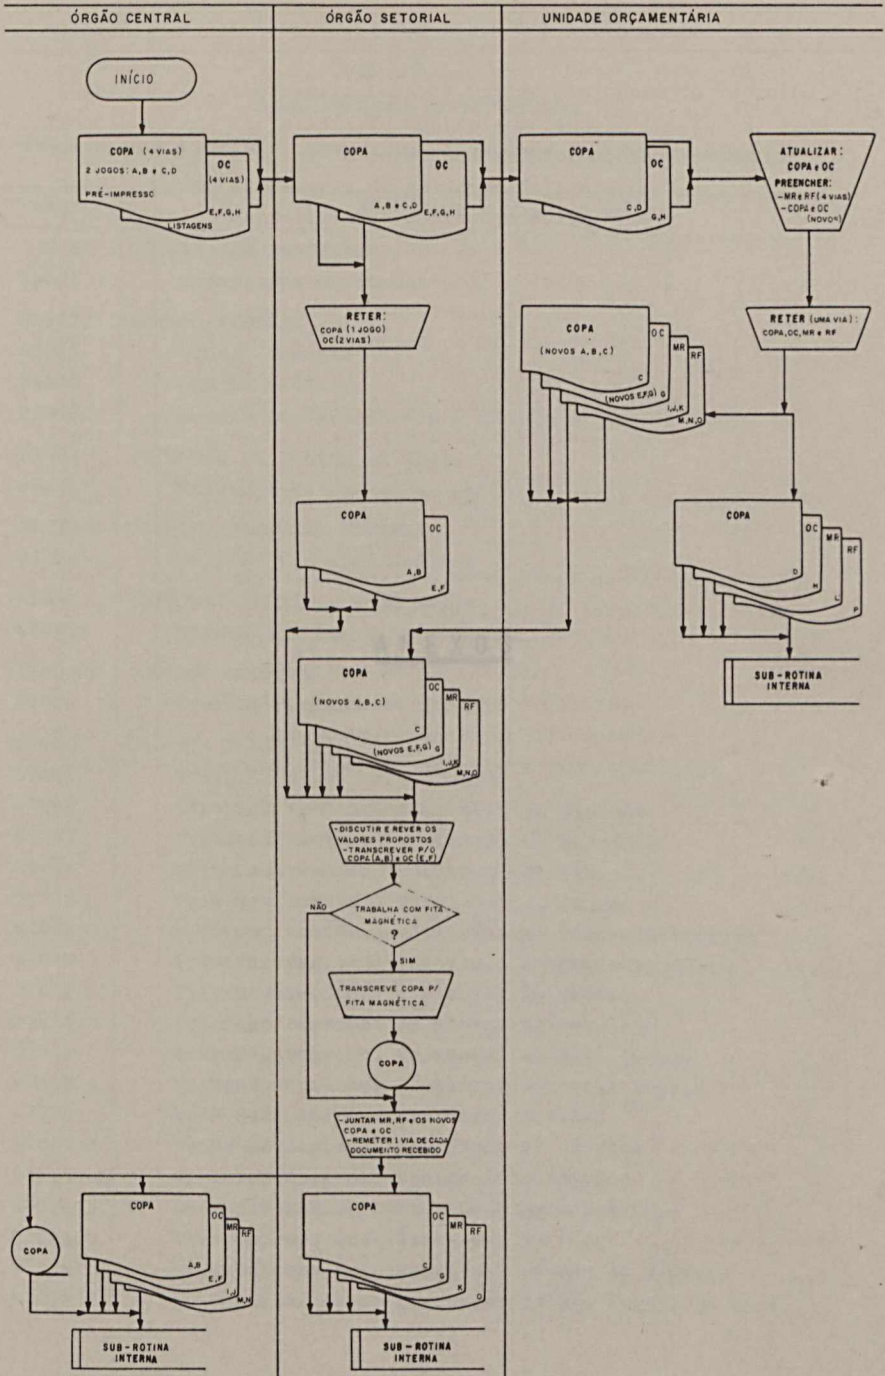 ÓRGÃO CENTRAL
ÓRGÃO SETORIAL
UNIDADE ORÇAMENTÁRIA
INÍCIO
COPA (4 VIAS)
2 JOGOS: A,B e C,D
PRÉ-IMPRESSO
OC
(4 VIAS)
E,F,G,H
LISTAGENS
COPA
A,B e C,D
OC
E,F,G,H
COPA
C,D
OC
G,H
ATUALIZAR:
COPA e OC
PREENCHER:
-MR e RF (4 VIAS)
-COPA e OC
RETER:
COPA (1 JOGO)
OC (2 VIAS)
RETER (UMA VIA):
COPA, OC, MR e RF
COPA
(NOVOS A,B,C)
C
OC
(NOVOS E,F,G) G
MR
I,J,K
RF
M,N,O
COPA
A,B
OC
E,F
COPA
D
OC
H
MR
L
RF
P
SUB-ROTINA
INTERNA
ANEXOS
COPA
(NOVOS A,B,C)
C
OC
(NOVOS E,F,G) G
MR
I,J,K
RF
M,N,O
-DISCUTIR E REVER OS
VALORES PROPOSTOS
-TRANSCREVER P/O
COPA (A,B) e OC (E,F)
NÃO
TRABALHA COM FITA
MAGNÉTICA
?
SIM
TRANSCREVE COPA P/
FITA MAGNÉTICA
COPA
-JUNTAR MR, RF e OS NOVOS
COPA e OC
-REMETER 1 VIA DE CADA
DOCUMENTO RECEBIDO
COPA
COPA
A,B
OC
E,F
MR
I,J
RF
M,N
SUB-ROTINA
INTERNA
COPA
C
OC
G
MR
K
RF
O
SUB-ROTINA
INTERNA